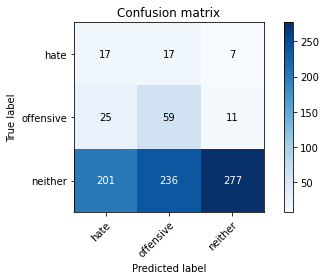 Confusion matrix
hate 17 17 7
offensive 25 59 11
neither 201 236 277
hate offensive neither
True label
Predicted label
250
200
150
100
50